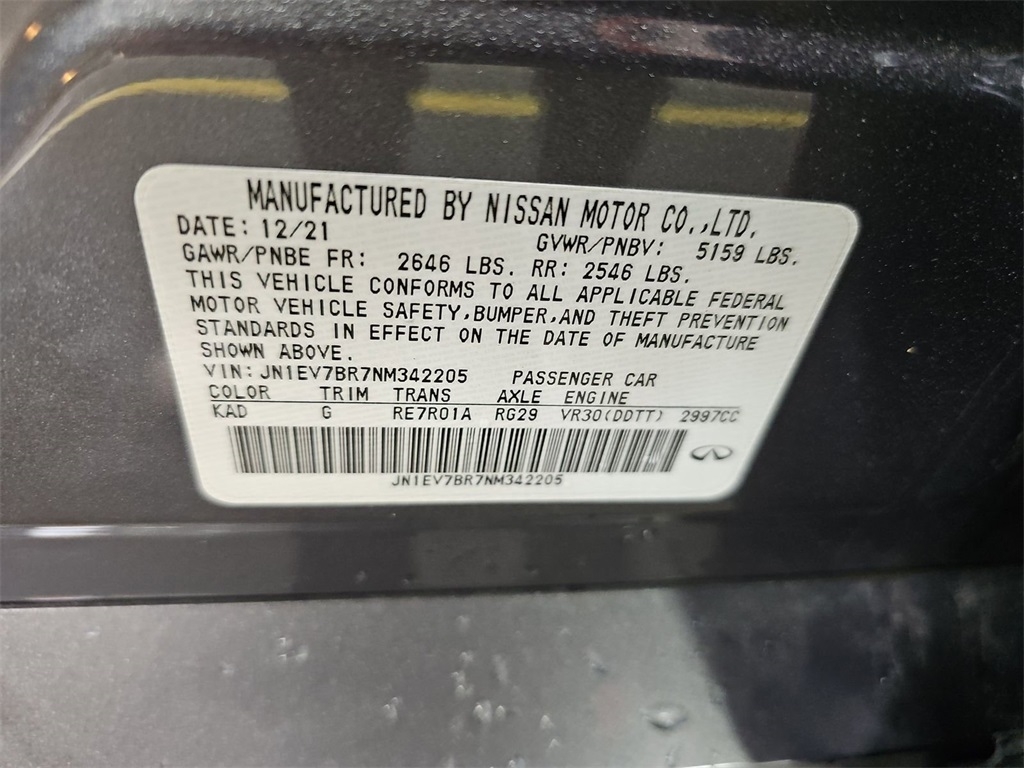 MANUFACTURED BY NISSAN MOTOR CO.,LTD.
DATE: 12/21 GVWR/PNBV: 5159 LBS.
GAWR/PNBE FR: 2646 LBS. RR: 2546 LBS.
THIS VEHICLE CONFORMS TO ALL APPLICABLE FEDERAL
MOTOR VEHICLE SAFETY,BUMPER,AND THEFT PREVENTION
STANDARDS IN EFFECT ON THE DATE OF MANUFACTURE
SHOWN ABOVE.
VIN: JN1EV7BR7NM342205 PASSENGER CAR
COLOR TRIM TRANS AXLE ENGINE
KAD G RE7R01A RG29 VR30(DDTT) 2997CC
JN1EV7BR7NM342205